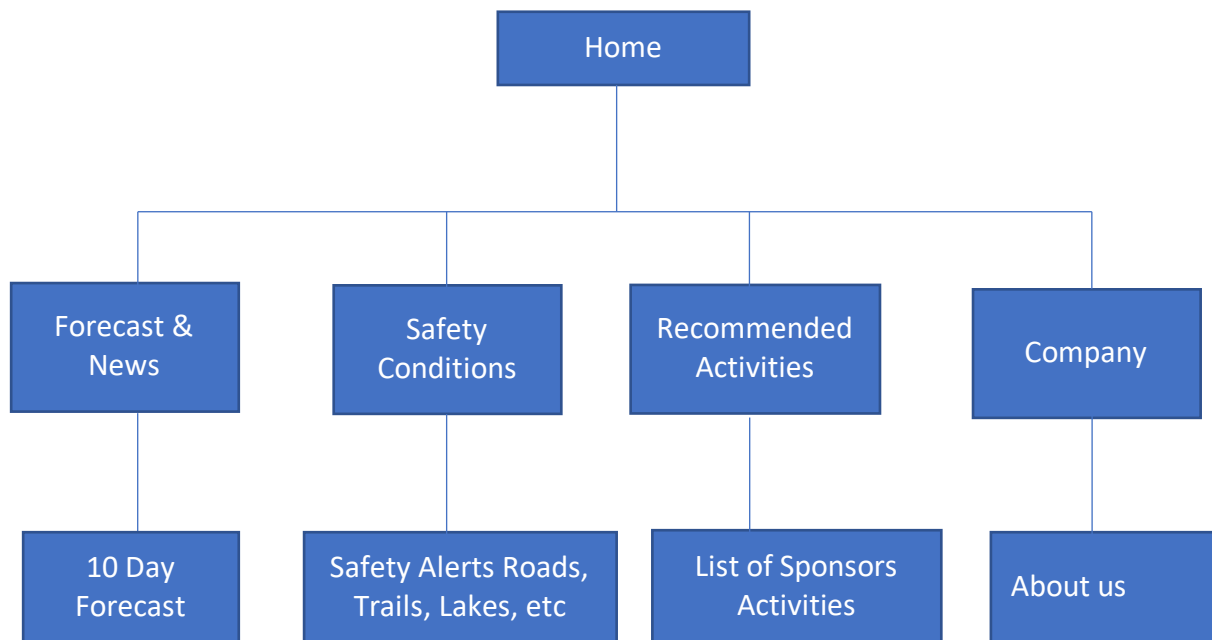 Home
Forecast &
News
Safety
Conditions
Recommended
Activities
Company
10 Day
Forecast
Safety Alerts Roads,
Trails, Lakes, etc
List of Sponsors
Activities
About us